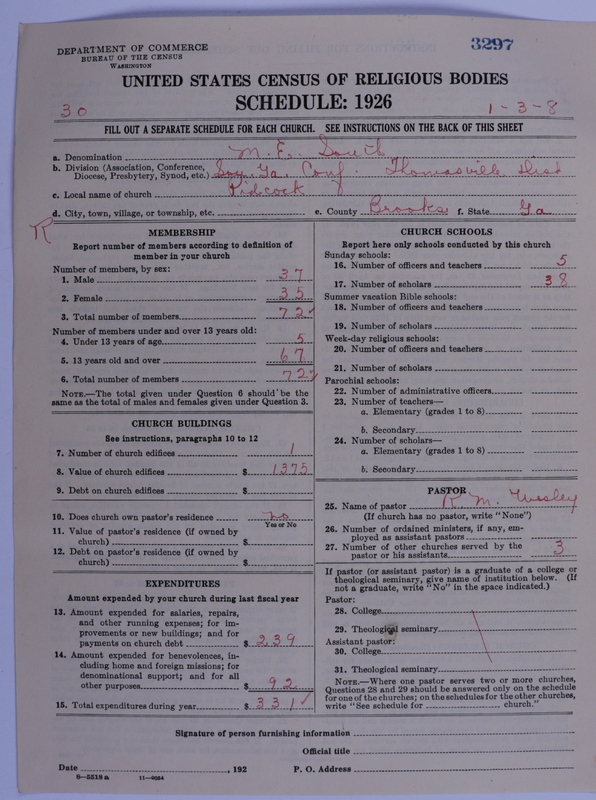 3297
DEPARTMENT OF COMMERCE
BUREAU OF THE CENSUS
WASHINGTON
UNITED STATES CENSUS OF RELIGIOUS BODIES
SCHEDULE: 1926
30
1-3-8
FILL OUT A SEPARATE SCHEDULE FOR EACH CHURCH. SEE INSTRUCTIONS ON THE BACK OF THIS SHEET
a. Denomination M. E. South
b. Division (Association, Conference, Diocese, Presbytery, Synod, etc.) So. Ga. Conf. Thomasville Dist
c. Local name of church Pidcock
d. City, town, village, or township, etc. e. County Brooks f. State Ga
R
MEMBERSHIP
Report number of members according to definition of member in your church
Number of members, by sex:
1. Male 37
2. Female 35
3. Total number of members 72
Number of members under and over 13 years old:
4. Under 13 years of age 5
5. 13 years old and over 67
6. Total number of members 72
NOTE.—The total given under Question 6 should be the same as the total of males and females given under Question 3.
CHURCH BUILDINGS
See instructions, paragraphs 10 to 12
7. Number of church edifices 1
8. Value of church edifices $ 1375
9. Debt on church edifices $
10. Does church own pastor's residence no
Yes or No
11. Value of pastor's residence (if owned by church) $
12. Debt on pastor's residence (if owned by church) $
EXPENDITURES
Amount expended by your church during last fiscal year
13. Amount expended for salaries, repairs, and other running expenses; for improvements or new buildings; and for payments on church debt $ 239
14. Amount expended for benevolences, including home and foreign missions; for denominational support; and for all other purposes $ 92
15. Total expenditures during year $ 331
CHURCH SCHOOLS
Report here only schools conducted by this church
Sunday schools:
16. Number of officers and teachers 5
17. Number of scholars 38
Summer vacation Bible schools:
18. Number of officers and teachers
19. Number of scholars
Week-day religious schools:
20. Number of officers and teachers
21. Number of scholars
Parochial schools:
22. Number of administrative officers
23. Number of teachers—
a. Elementary (grades 1 to 8)
b. Secondary
24. Number of scholars—
a. Elementary (grades 1 to 8)
b. Secondary
PASTOR
25. Name of pastor R. M. Wesley
(If church has no pastor, write "None")
26. Number of ordained ministers, if any, employed as assistant pastors
27. Number of other churches served by the pastor or his assistants 3
If pastor (or assistant pastor) is a graduate of a college or theological seminary, give name of institution below. (If not a graduate, write "No" in the space indicated.)
Pastor:
28. College
29. Theological seminary
Assistant pastor:
30. College
31. Theological seminary
NOTE.—Where one pastor serves two or more churches, Questions 28 and 29 should be answered only on the schedule for one of the churches; on the schedules for the other churches, write "See schedule for church."
Signature of person furnishing information
Official title
Date , 192 P. O. Address
8—5518a 11—8034